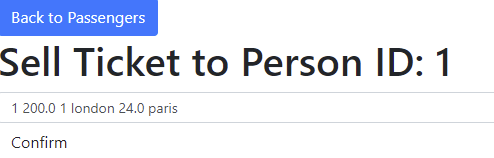 Back to Passengers
Sell Ticket to Person ID: 1
1 200.0 1 london 24.0 paris
Confirm